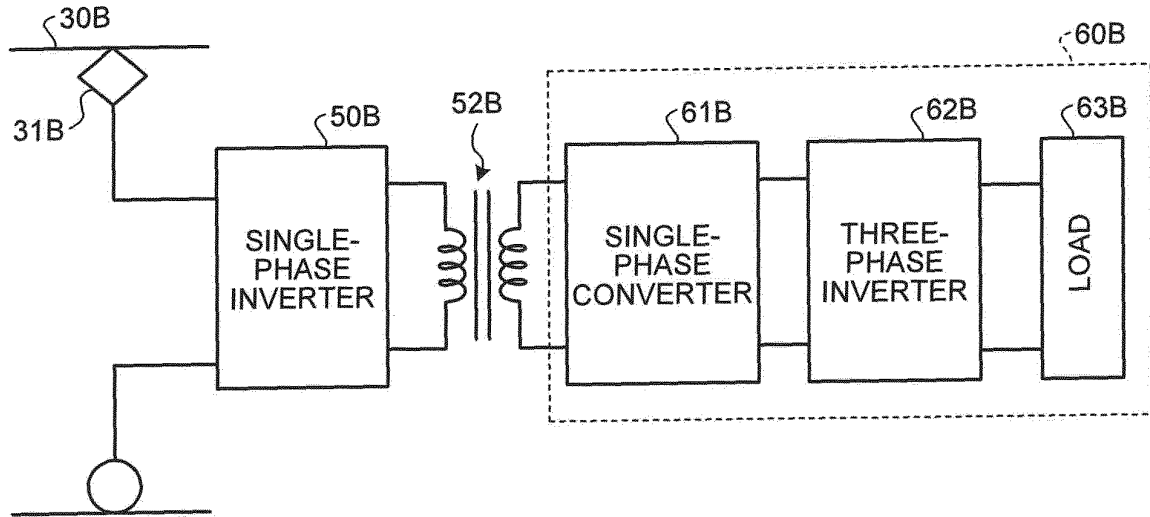 30B
60B
31B
50B
52B
61B
62B
63B
SINGLE-
PHASE
INVERTER
SINGLE-
PHASE
CONVERTER
THREE-
PHASE
INVERTER
LOAD